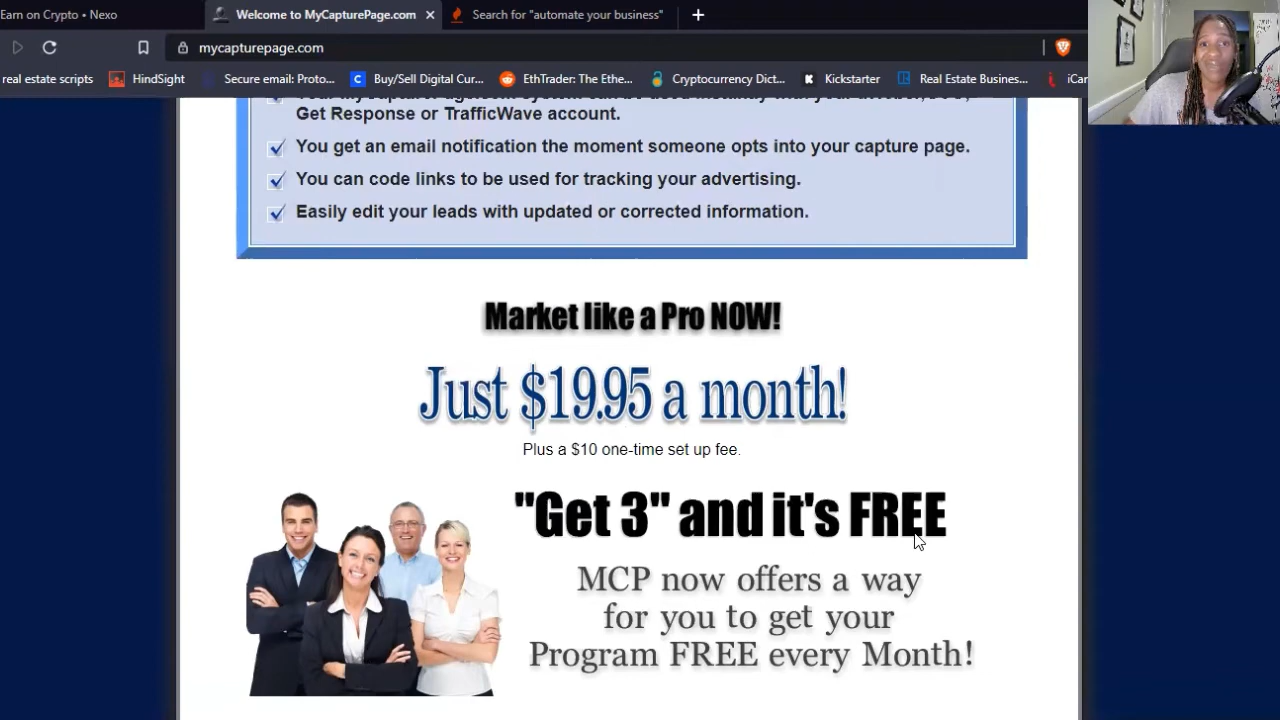 Earn on Crypto • Nexo
Welcome to MyCapturePage.com
Search for "automate your business"
mycapturepage.com
real estate scripts
HindSight
Secure email: Proto...
Buy/Sell Digital Cur...
EthTrader: The Ethe...
Cryptocurrency Dict...
Kickstarter
Real Estate Business...
iCar
Get Response or TrafficWave account.
You get an email notification the moment someone opts into your capture page.
You can code links to be used for tracking your advertising.
Easily edit your leads with updated or corrected information.
Market like a Pro NOW!
Just $19.95 a month!
Plus a $10 one-time set up fee.
"Get 3" and it's FREE
MCP now offers a way
for you to get your
Program FREE every Month!